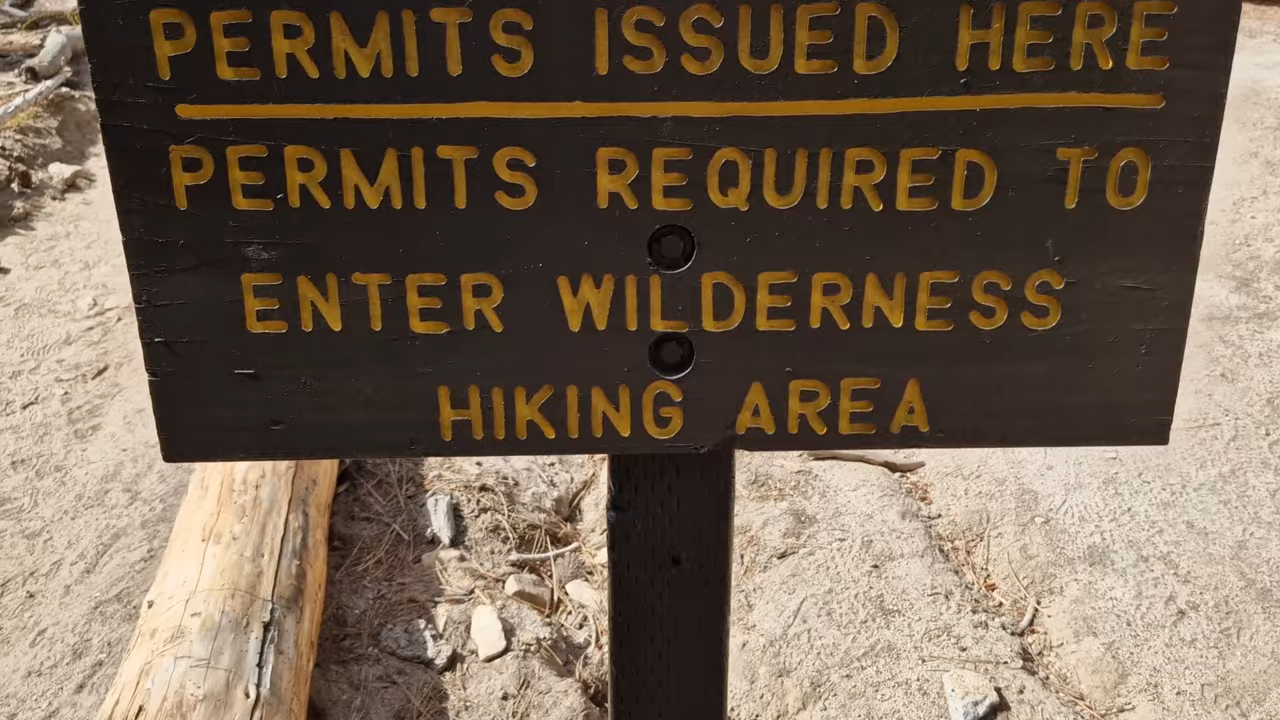 PERMITS ISSUED HERE
PERMITS REQUIRED TO
ENTER WILDERNESS
HIKING AREA